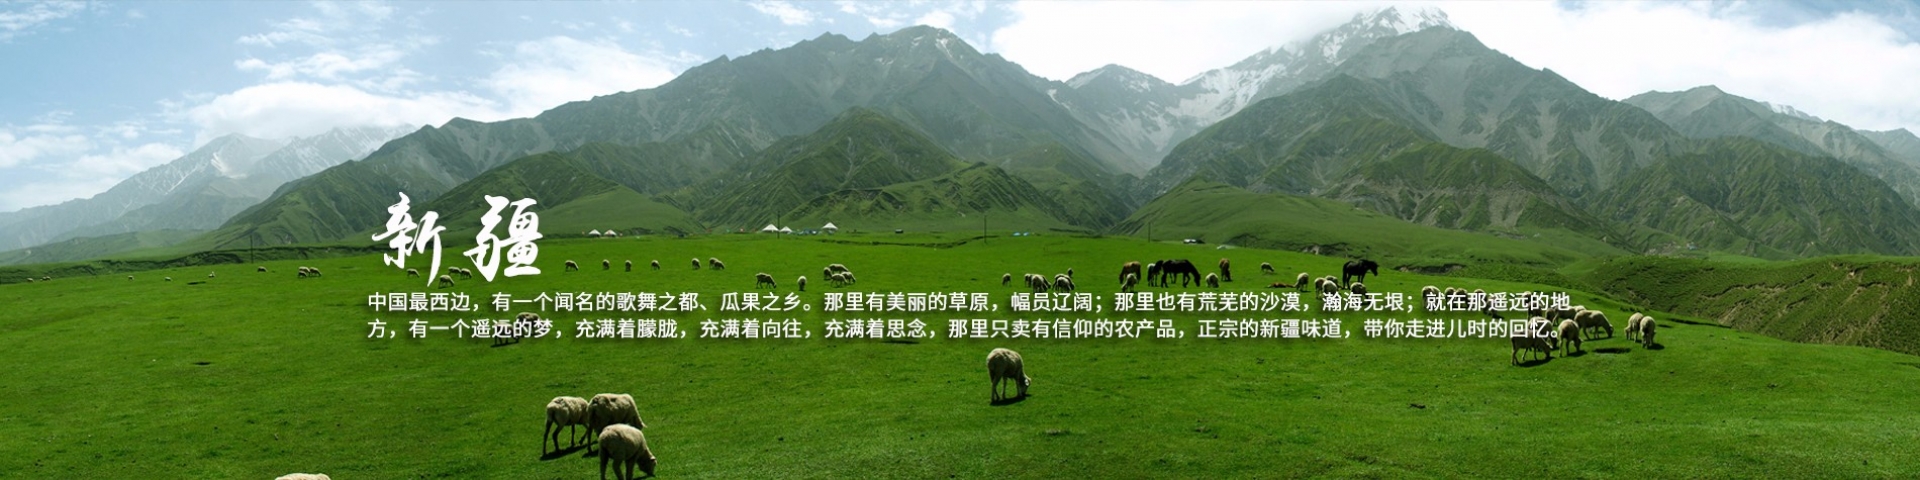 新疆
中国最西边，有一个闻名的歌舞之都、瓜果之乡。那里有美丽的草原，幅员辽阔；那里也有荒芜的沙漠，瀚海无垠；就在那遥远的地
方，有一个遥远的梦，充满着朦胧，充满着向往，充满着思念，那里只卖有信仰的农产品，正宗的新疆味道，带你走进儿时的回忆。